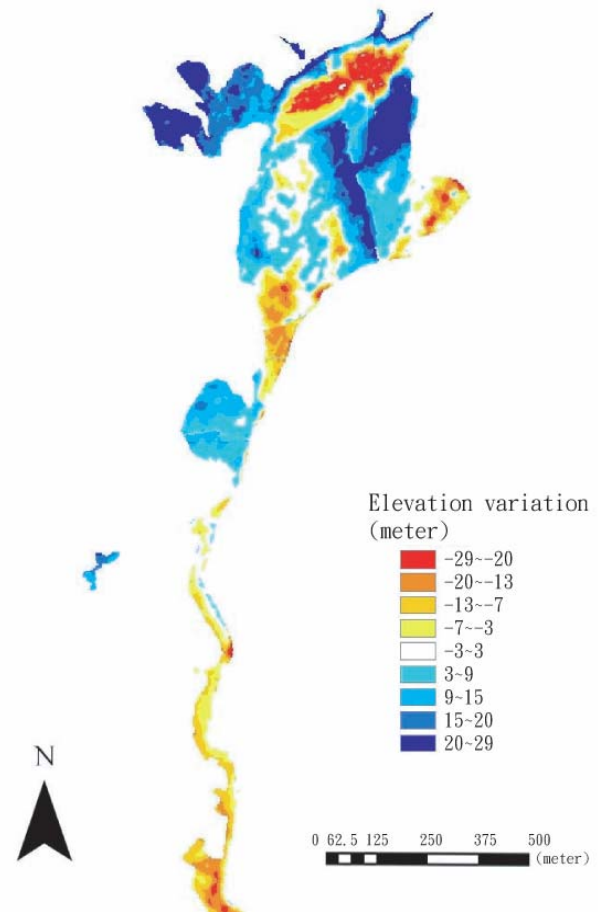 Elevation variation
(meter)
-29~-20
-20~-13
-13~-7
-7~-3
-3~3
3~9
9~15
15~20
20~29
N
0 62.5 125 250 375 500
(meter)